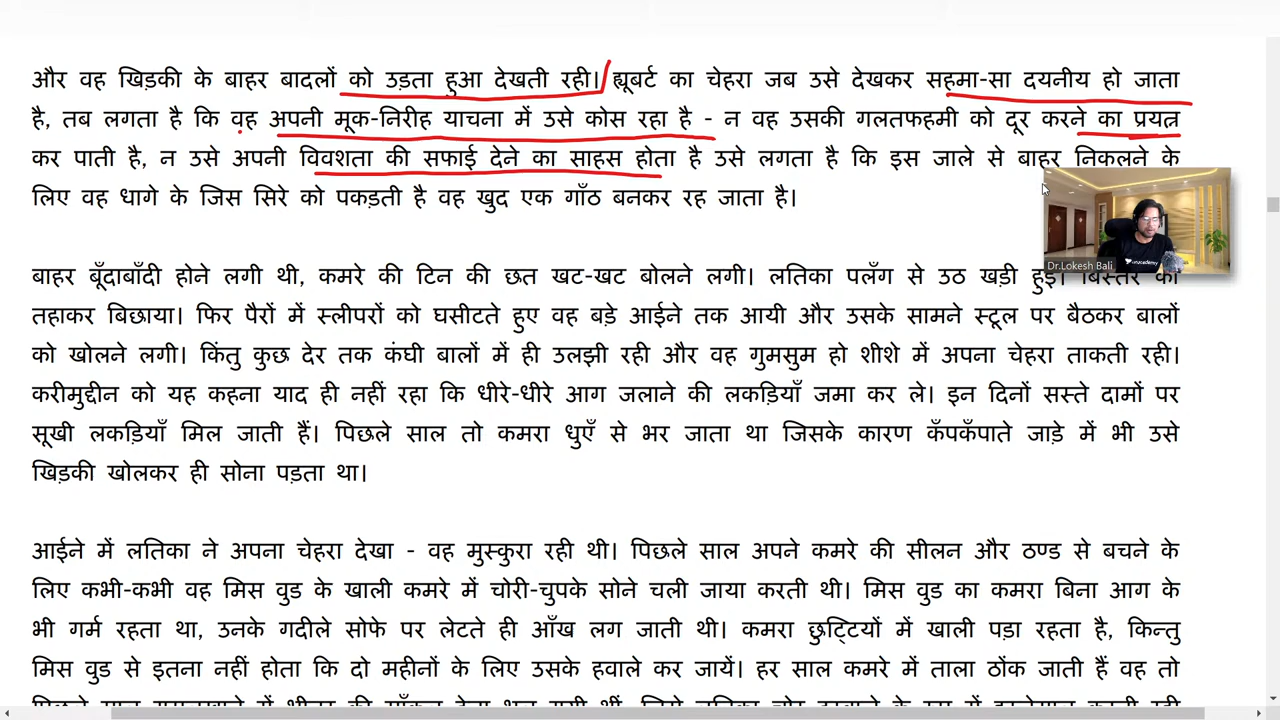 और वह खिड़की के बाहर बादलों को उड़ता हुआ देखती रही। ह्यूबर्ट का चेहरा जब उसे देखकर सहमा-सा दयनीय हो जाता
है, तब लगता है कि वह अपनी मूक-निरीह याचना में उसे कोस रहा है - न वह उसकी गलतफहमी को दूर करने का प्रयत्न
कर पाती है, न उसे अपनी विवशता की सफाई देने का साहस होता है उसे लगता है कि इस जाले से बाहर निकलने के
लिए वह धागे के जिस सिरे को पकड़ती है वह खुद एक गाँठ बनकर रह जाता है।
Dr.Lokesh Bali
बाहर बूँदाबाँदी होने लगी थी, कमरे की टिन की छत खट-खट बोलने लगी। लतिका पलँग से उठ खड़ी हुई। बिस्तर को
तहाकर बिछाया। फिर पैरों में स्लीपरों को घसीटते हुए वह बड़े आईने तक आयी और उसके सामने स्टूल पर बैठकर बालों
को खोलने लगी। किंतु कुछ देर तक कंघी बालों में ही उलझी रही और वह गुमसुम हो शीशे में अपना चेहरा ताकती रही।
करीमुद्दीन को यह कहना याद ही नहीं रहा कि धीरे-धीरे आग जलाने की लकड़ियाँ जमा कर ले। इन दिनों सस्ते दामों पर
सूखी लकड़ियाँ मिल जाती हैं। पिछले साल तो कमरा धुएँ से भर जाता था जिसके कारण कँपकँपाते जाड़े में भी उसे
खिड़की खोलकर ही सोना पड़ता था।
आईने में लतिका ने अपना चेहरा देखा - वह मुस्कुरा रही थी। पिछले साल अपने कमरे की सीलन और ठण्ड से बचने के
लिए कभी-कभी वह मिस वुड के खाली कमरे में चोरी-चुपके सोने चली जाया करती थी। मिस वुड का कमरा बिना आग के
भी गर्म रहता था, उनके गदीले सोफे पर लेटते ही आँख लग जाती थी। कमरा छुट्टियों में खाली पड़ा रहता है, किन्तु
मिस वुड से इतना नहीं होता कि दो महीनों के लिए उसके हवाले कर जायें। हर साल कमरे में ताला ठोंक जाती हैं वह तो